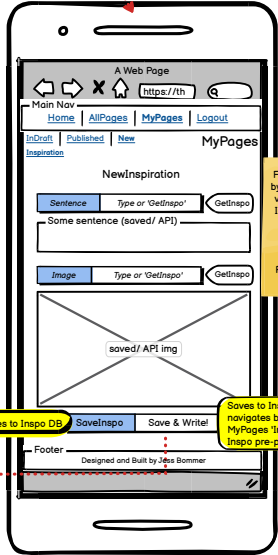 A Web Page
https://th
Main Nav
Home AllPages MyPages Logout
InDraft Published New
Inspiration
MyPages
NewInspiration
Sentence Type or 'GetInspo' GetInspo
Some sentence (saved/ API)
Image Type or 'GetInspo' GetInspo
saved/ API img
es to Inspo DB SaveInspo Save & Write!
Saves to Ins
navigates b
MyPages 'In
Inspo pre-p
Footer
Designed and Built by Jess Bommer